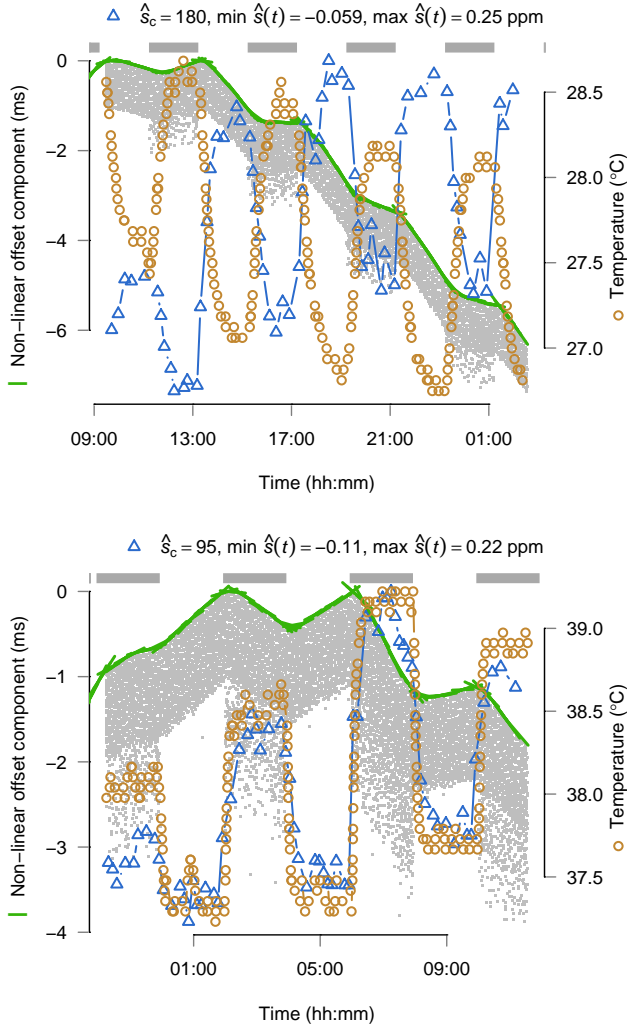 △ ŝc = 180, min ŝ(t) = −0.059, max ŝ(t) = 0.25 ppm
Non−linear offset component (ms)
0
−2
−4
−6
28.5
28.0
27.5
27.0
Temperature (°C)
09:00 13:00 17:00 21:00 01:00
Time (hh:mm)
△ ŝc = 95, min ŝ(t) = −0.11, max ŝ(t) = 0.22 ppm
Non−linear offset component (ms)
0
−1
−2
−3
−4
39.0
38.5
38.0
37.5
Temperature (°C)
01:00 05:00 09:00
Time (hh:mm)